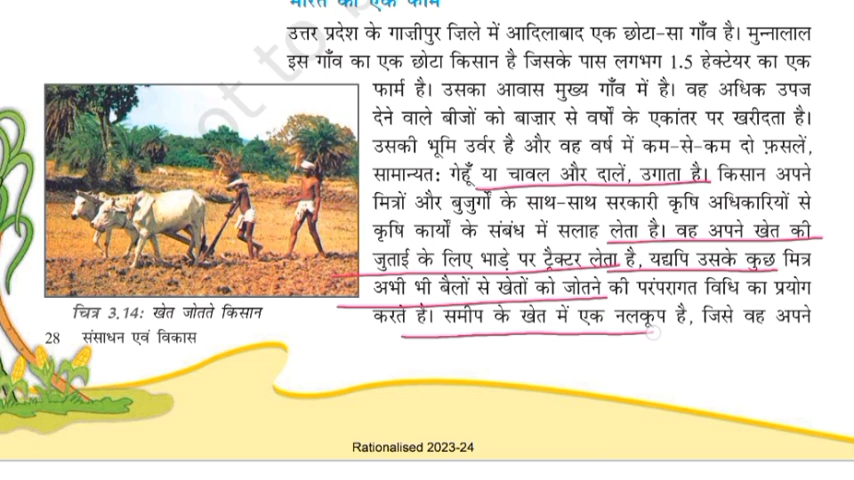 भारत का एक फार्म
उत्तर प्रदेश के गाज़ीपुर ज़िले में आदिलाबाद एक छोटा-सा गाँव है। मुन्नालाल
इस गाँव का एक छोटा किसान है जिसके पास लगभग 1.5 हेक्टेयर का एक
फार्म है। उसका आवास मुख्य गाँव में है। वह अधिक उपज
देने वाले बीजों को बाज़ार से वर्षों के एकांतर पर खरीदता है।
उसकी भूमि उर्वर है और वह वर्ष में कम-से-कम दो फ़सलें,
सामान्यत: गेहूँ या चावल और दालें, उगाता है। किसान अपने
मित्रों और बुजुर्गों के साथ-साथ सरकारी कृषि अधिकारियों से
कृषि कार्यों के संबंध में सलाह लेता है। वह अपने खेत की
जुताई के लिए भाड़े पर ट्रैक्टर लेता है, यद्यपि उसके कुछ मित्र
अभी भी बैलों से खेतों को जोतने की परंपरागत विधि का प्रयोग
करते हैं। समीप के खेत में एक नलकूप है, जिसे वह अपने
चित्र 3.14: खेत जोतते किसान
28 संसाधन एवं विकास
Rationalised 2023-24